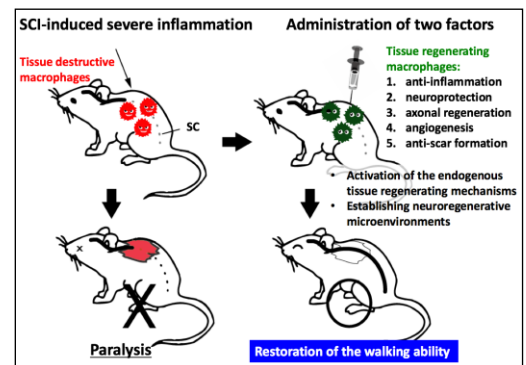 SCI-induced severe inflammation
Tissue destructive
macrophages
SC
Paralysis
Administration of two factors
Tissue regenerating
macrophages:
1. anti-inflammation
2. neuroprotection
3. axonal regeneration
4. angiogenesis
5. anti-scar formation
• Activation of the endogenous
tissue regenerating mechanisms
• Establishing neuroregenerative
microenvironments
Restoration of the walking ability